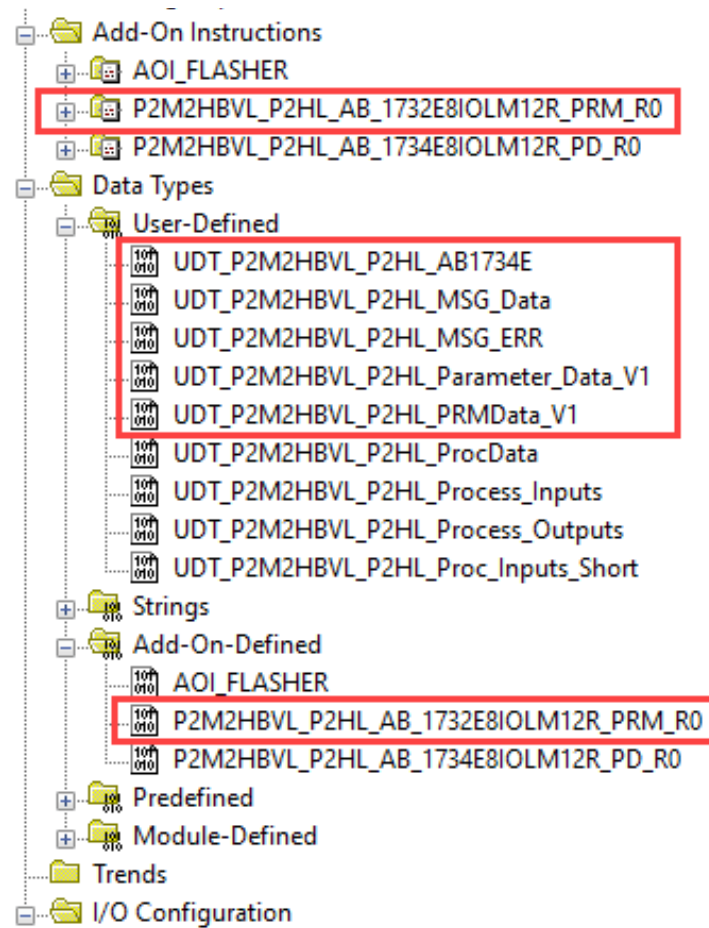 Add-On Instructions
AOI_FLASHER
P2M2HBVL_P2HL_AB_1732E8IOLM12R_PRM_R0
P2M2HBVL_P2HL_AB_1734E8IOLM12R_PD_R0
Data Types
User-Defined
UDT_P2M2HBVL_P2HL_AB1734E
UDT_P2M2HBVL_P2HL_MSG_Data
UDT_P2M2HBVL_P2HL_MSG_ERR
UDT_P2M2HBVL_P2HL_Parameter_Data_V1
UDT_P2M2HBVL_P2HL_PRMData_V1
UDT_P2M2HBVL_P2HL_ProcData
UDT_P2M2HBVL_P2HL_Process_Inputs
UDT_P2M2HBVL_P2HL_Process_Outputs
UDT_P2M2HBVL_P2HL_Proc_Inputs_Short
Strings
Add-On-Defined
AOI_FLASHER
P2M2HBVL_P2HL_AB_1732E8IOLM12R_PRM_R0
P2M2HBVL_P2HL_AB_1734E8IOLM12R_PD_R0
Predefined
Module-Defined
Trends
I/O Configuration